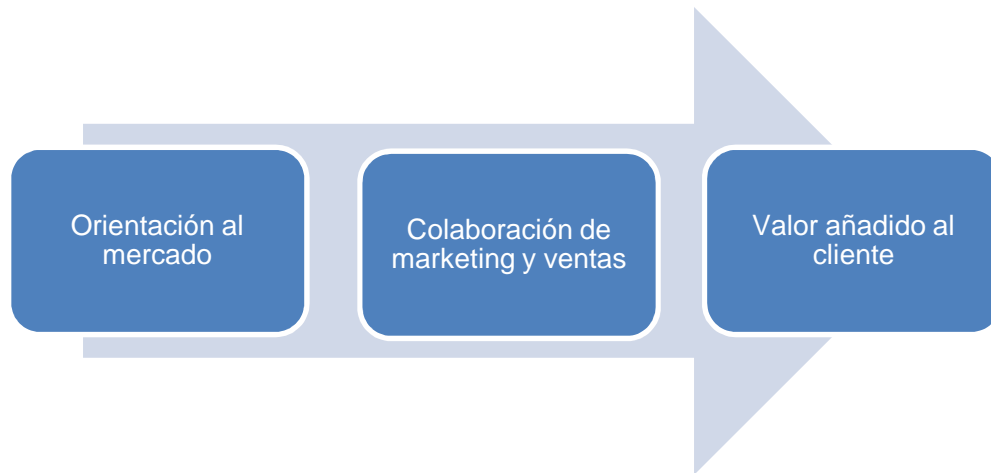 Orientación al
mercado
Colaboración de
marketing y ventas
Valor añadido al
cliente